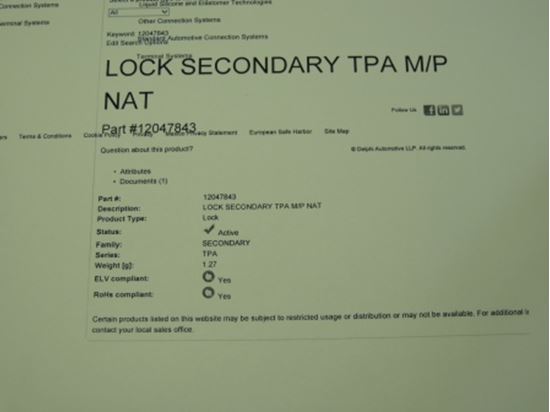 Connection Systems
Liquid Silicone and Elastomer Technologies
All
Other Connection Systems
Terminal Systems
Keyword: 12047843
Standard Automotive Connection Systems
Edit Search Options
Terminal Systems
LOCK SECONDARY TPA M/P
NAT
Follow Us
Part #12047843
Terms & Conditions Cookie Policy Privacy Privacy Statement European Safe Harbor Site Map
Question about this product?
© Delphi Automotive LLP. All rights reserved.
• Attributes
• Documents (1)
Part #: 12047843
Description: LOCK SECONDARY TPA M/P NAT
Product Type: Lock
Status: Active
Family: SECONDARY
Series: TPA
Weight [g]: 1.27
ELV compliant: Yes
RoHs compliant: Yes
Certain products listed on this website may be subject to restricted usage or distribution or may not be available. For additional
contact your local sales office.